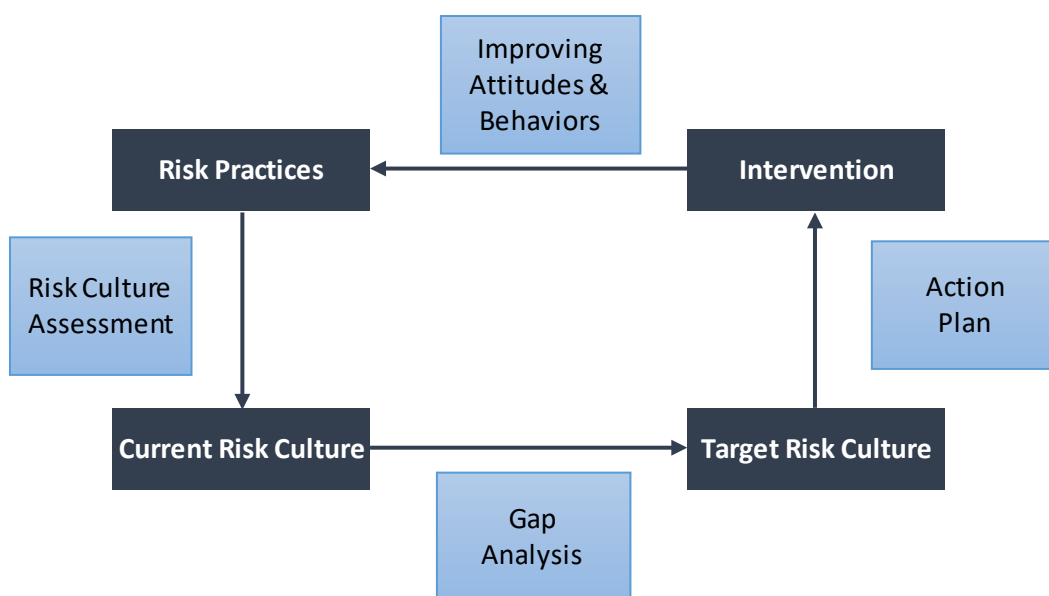 Improving
Attitudes &
Behaviors
Risk Practices
Intervention
Risk Culture
Assessment
Action
Plan
Current Risk Culture
Target Risk Culture
Gap
Analysis